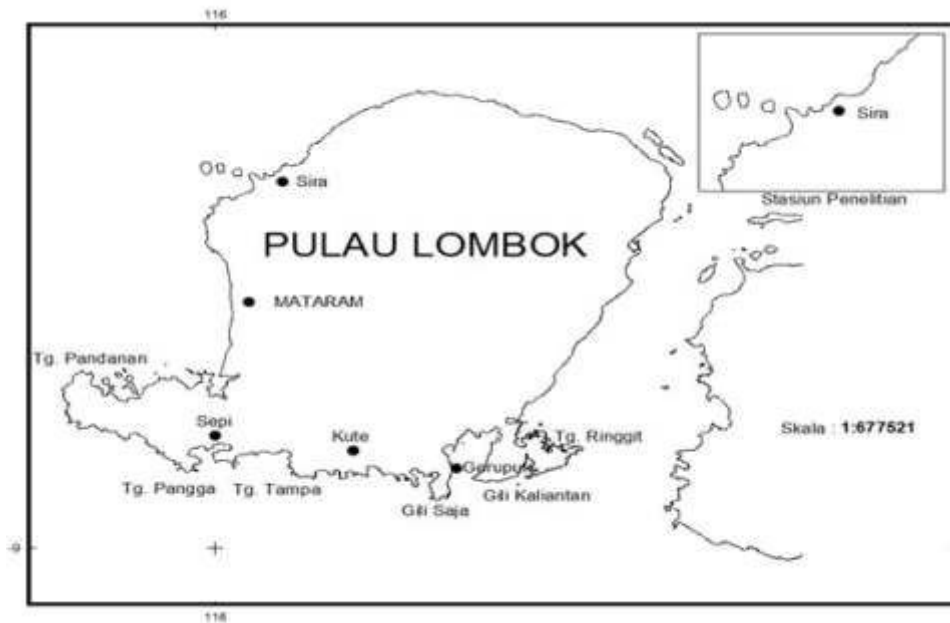 116
Sira
Stasiun Penelitian
Sira
PULAU LOMBOK
MATARAM
Tg. Pandanan
Sepi
Kute
Tg. Ringgit
Skala : 1:677521
Gerupuk
Tg. Pangga
Tg. Tampa
Gili Kaliantan
Gili Saja
-9
116